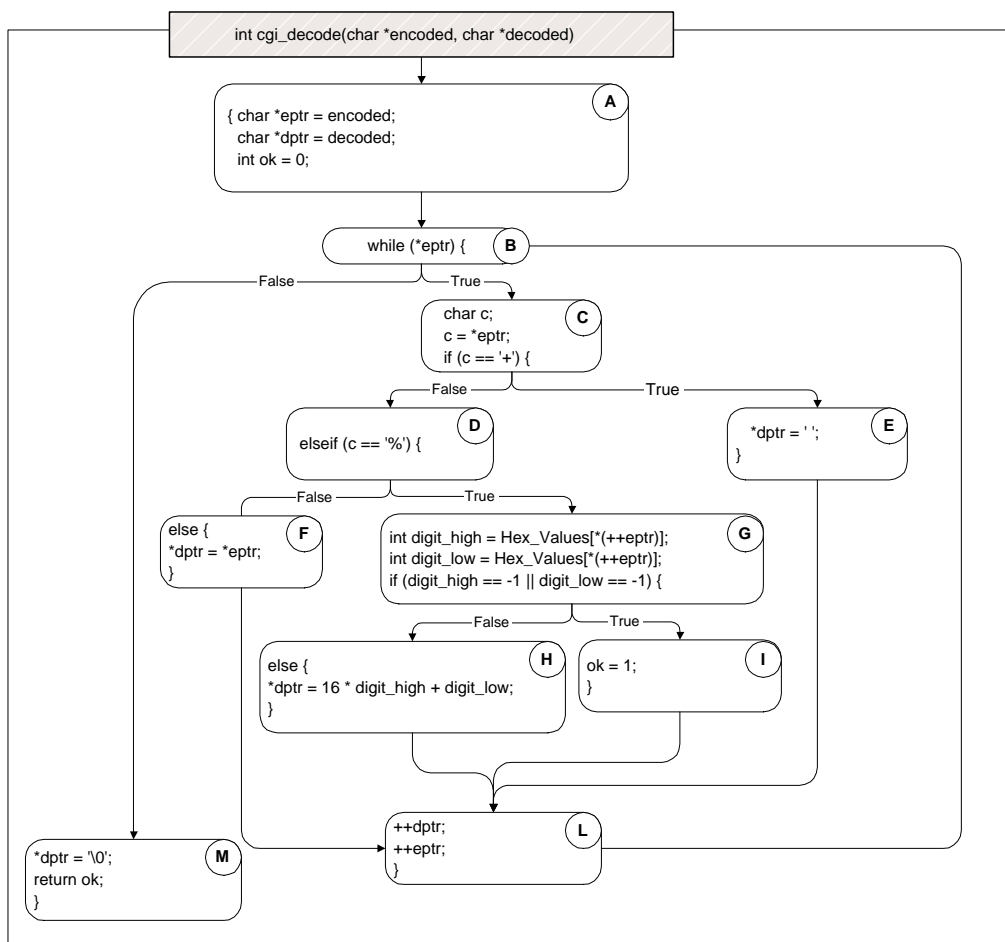 int cgi_decode(char *encoded, char *decoded)
A
{ char *eptr = encoded;
char *dptr = decoded;
int ok = 0;
while (*eptr) {
B
False
True
char c;
c = *eptr;
if (c == '+') {
C
False
True
elseif (c == '%') {
D
*dptr = ' ';
}
E
False
True
else {
*dptr = *eptr;
}
F
int digit_high = Hex_Values[*(++eptr)];
int digit_low = Hex_Values[*(++eptr)];
if (digit_high == -1 || digit_low == -1) {
G
False
True
else {
*dptr = 16 * digit_high + digit_low;
}
H
ok = 1;
}
I
++dptr;
++eptr;
}
L
*dptr = '\0';
return ok;
}
M